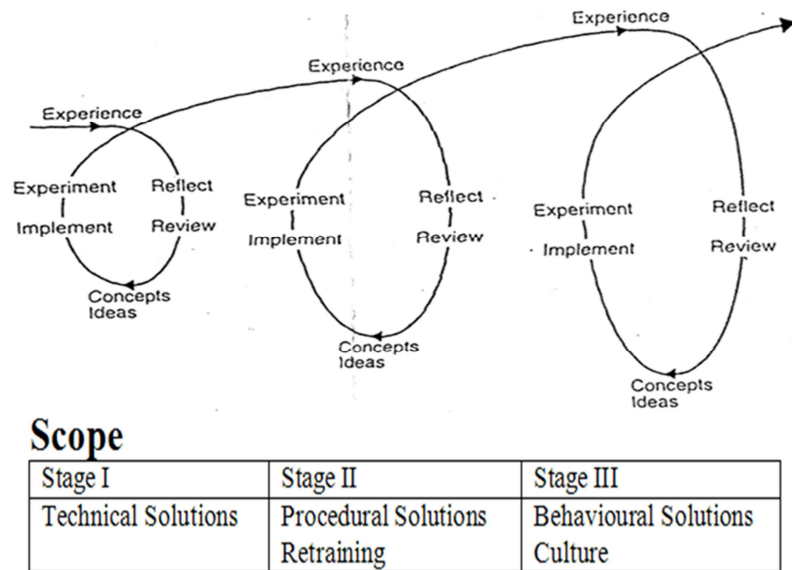 Experience
Experiment
Reflect
Implement
Review
Concepts
Ideas
Experience
Experiment
Reflect
Implement
Review
Concepts
Ideas
Experience
Experiment
Reflect
Implement
Review
Concepts
Ideas
Scope
Stage I
Stage II
Stage III
Technical Solutions
Procedural Solutions
Retraining
Behavioural Solutions
Culture